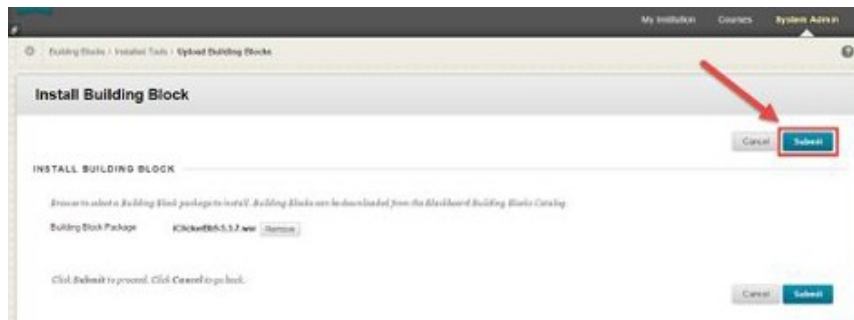 My Institution Courses System Admin
Building Blocks Installed Tools Upload Building Blocks
Install Building Block
Cancel Submit
INSTALL BUILDING BLOCK
Browse to select a Building Block package to install. Building Blocks can be downloaded from the Blackboard Building Blocks Catalog.
Building Block Package Remove
Click Submit to proceed. Click Cancel to go back.
Cancel Submit